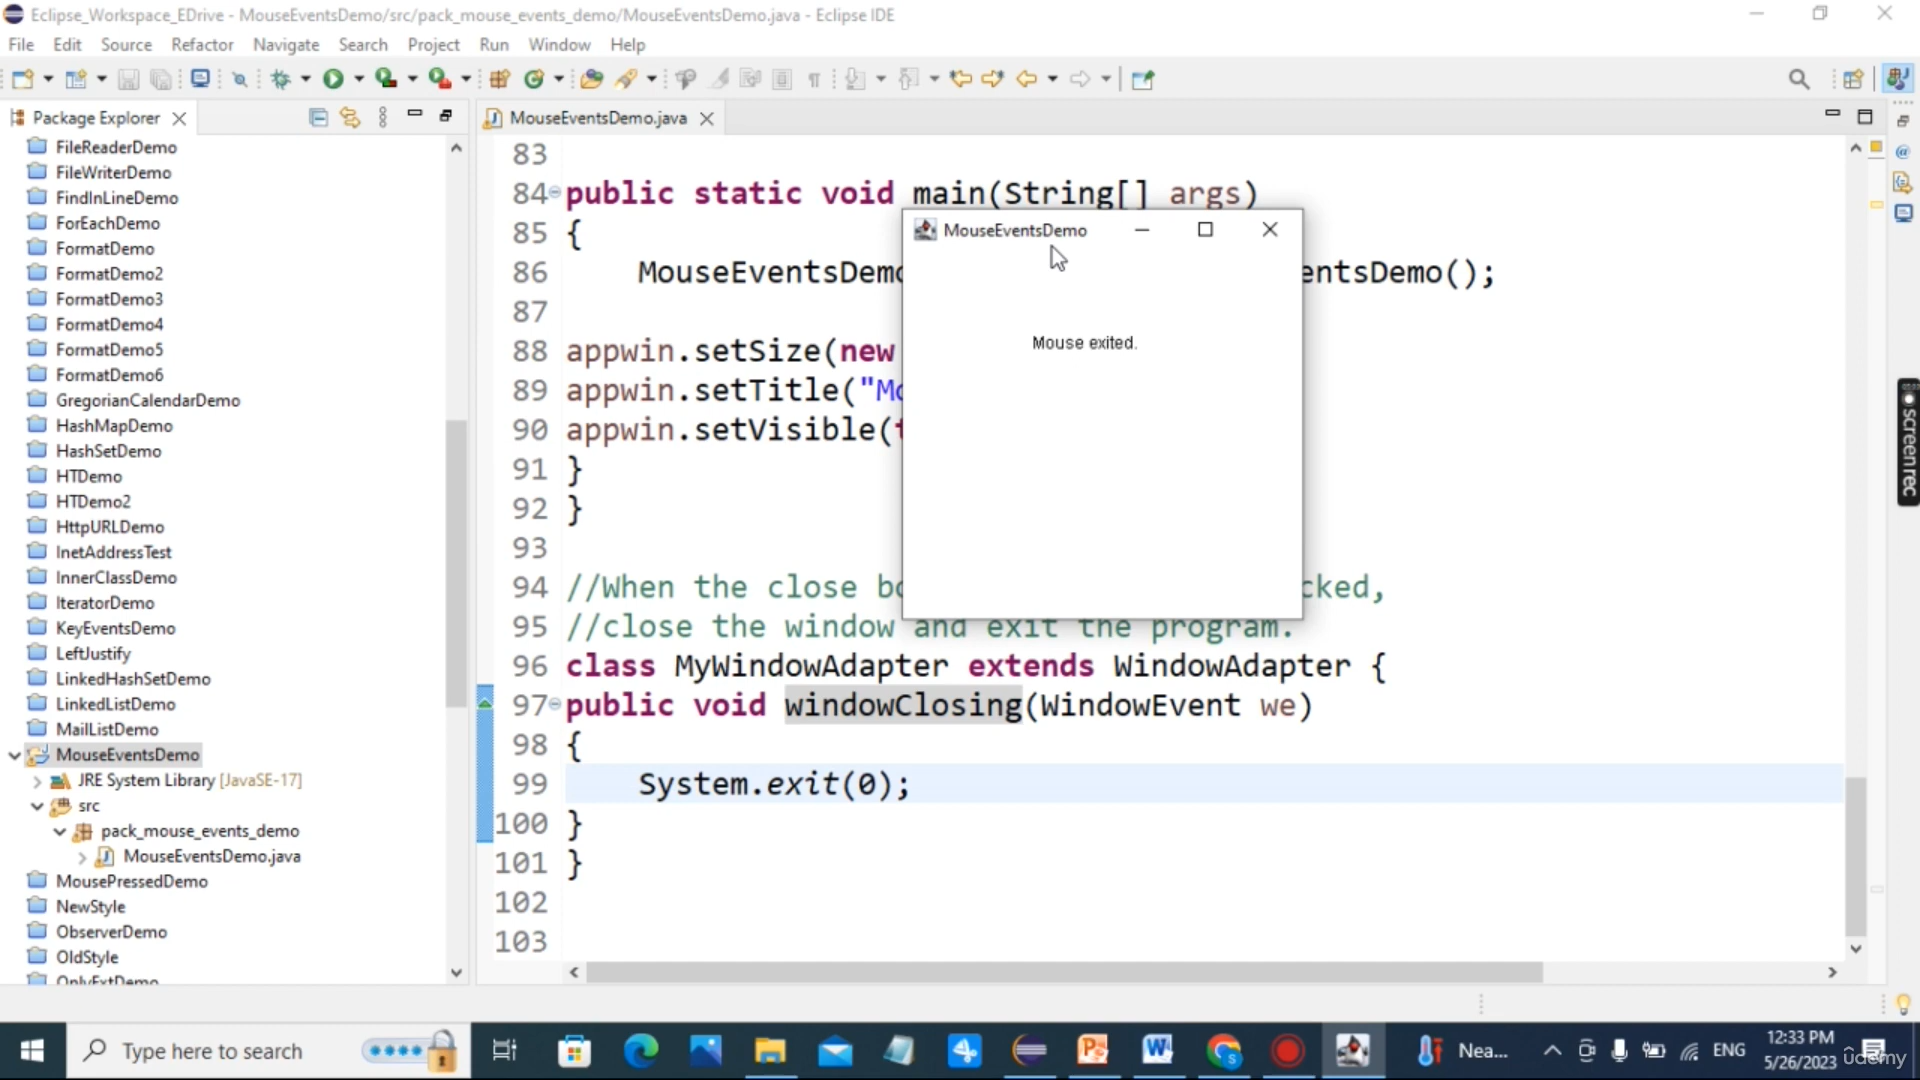 Eclipse_Workspace_EDrive - MouseEventsDemo/src/pack_mouse_events_demo/MouseEventsDemo.java - Eclipse IDE
File Edit Source Refactor Navigate Search Project Run Window Help
Package Explorer
FileReaderDemo
FileWriterDemo
FindInLineDemo
ForEachDemo
FormatDemo
FormatDemo2
FormatDemo3
FormatDemo4
FormatDemo5
FormatDemo6
GregorianCalendarDemo
HashMapDemo
HashSetDemo
HTDemo
HTDemo2
HttpURLDemo
InetAddressTest
InnerClassDemo
IteratorDemo
KeyEventsDemo
LeftJustify
LinkedHashSetDemo
LinkedListDemo
MailListDemo
MouseEventsDemo
JRE System Library [JavaSE-17]
src
pack_mouse_events_demo
MouseEventsDemo.java
MousePressedDemo
NewStyle
ObserverDemo
OldStyle
OnlyExtDemo
MouseEventsDemo.java
83
84 public static void main(String[] args)
85 {
86 MouseEventsDemo entsDemo();
87
88 appwin.setSize(new
89 appwin.setTitle("Mo
90 appwin.setVisible(t
91 }
92 }
93
94 //When the close bo cked,
95 //close the window and exit the program.
96 class MyWindowAdapter extends WindowAdapter {
97 public void windowClosing(WindowEvent we)
98 {
99 System.exit(0);
100 }
101 }
102
103
MouseEventsDemo
Mouse exited.
screenrec
Type here to search
Nea...
ENG
12:33 PM
5/26/2023
udemy